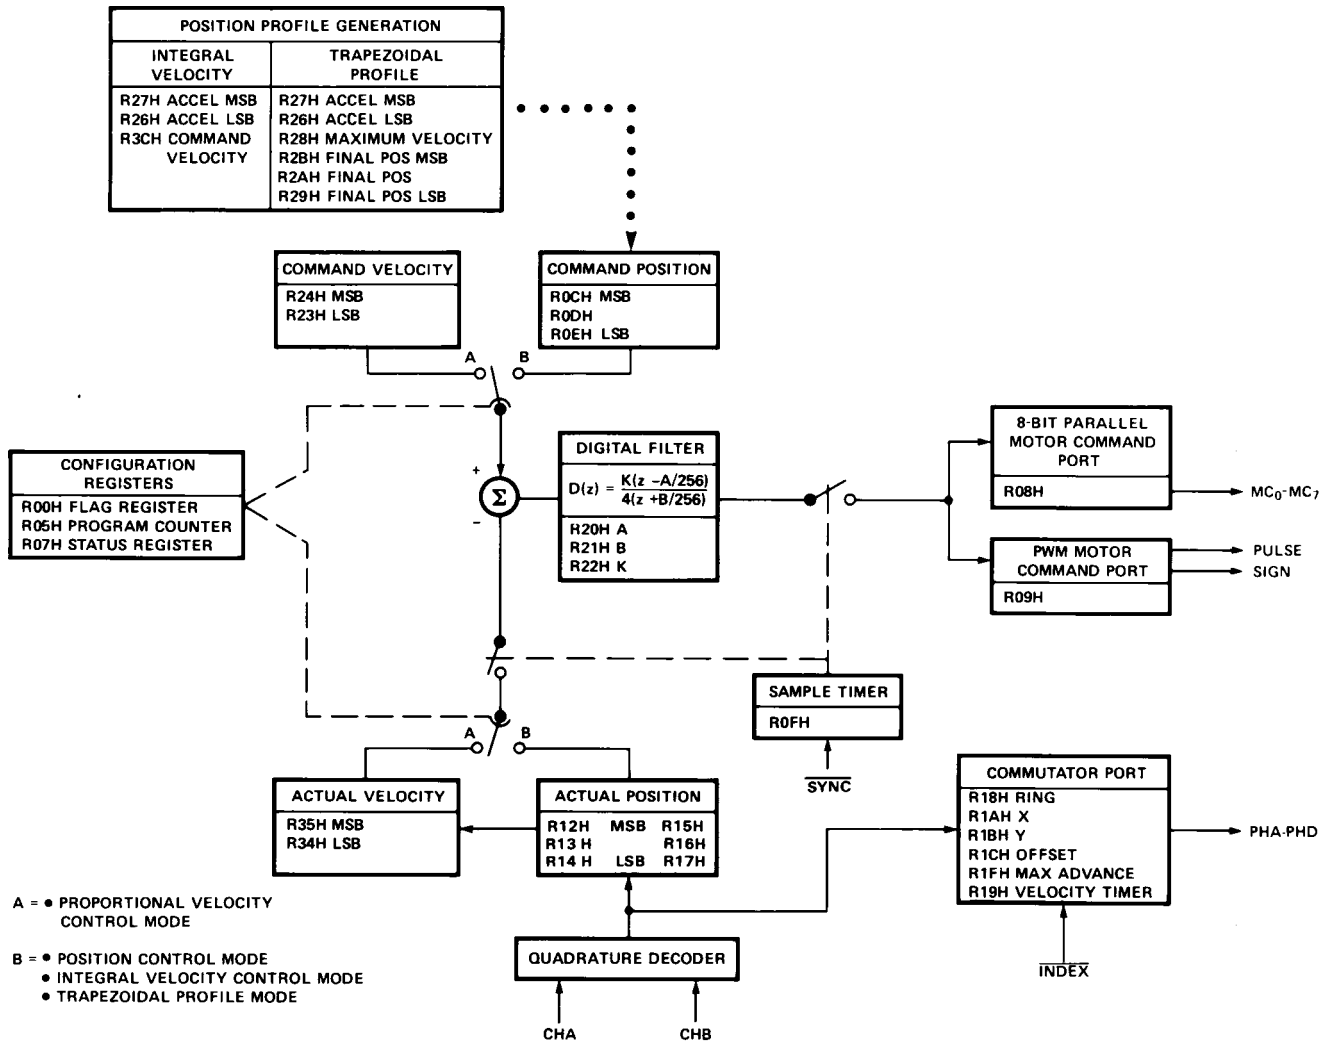 POSITION PROFILE GENERATION
INTEGRAL
VELOCITY
TRAPEZOIDAL
PROFILE
R27H ACCEL MSB
R26H ACCEL LSB
R3CH COMMAND
VELOCITY
R27H ACCEL MSB
R26H ACCEL LSB
R28H MAXIMUM VELOCITY
R2BH FINAL POS MSB
R2AH FINAL POS
R29H FINAL POS LSB
COMMAND VELOCITY
R24H MSB
R23H LSB
COMMAND POSITION
R0CH MSB
R0DH
R0EH LSB
A
B
CONFIGURATION
REGISTERS
R00H FLAG REGISTER
R05H PROGRAM COUNTER
R07H STATUS REGISTER
+
Σ
−
DIGITAL FILTER
D(z) = K(z −A/256) / 4(z +B/256)
R20H A
R21H B
R22H K
8-BIT PARALLEL
MOTOR COMMAND
PORT
R08H
MC0-MC7
PWM MOTOR
COMMAND PORT
R09H
PULSE
SIGN
SAMPLE TIMER
R0FH
SYNC
A
B
ACTUAL VELOCITY
R35H MSB
R34H LSB
ACTUAL POSITION
R12H MSB R15H
R13H R16H
R14H LSB R17H
COMMUTATOR PORT
R18H RING
R1AH X
R1BH Y
R1CH OFFSET
R1FH MAX ADVANCE
R19H VELOCITY TIMER
PHA-PHD
INDEX
QUADRATURE DECODER
CHA
CHB
A = • PROPORTIONAL VELOCITY
CONTROL MODE
B = • POSITION CONTROL MODE
• INTEGRAL VELOCITY CONTROL MODE
• TRAPEZOIDAL PROFILE MODE